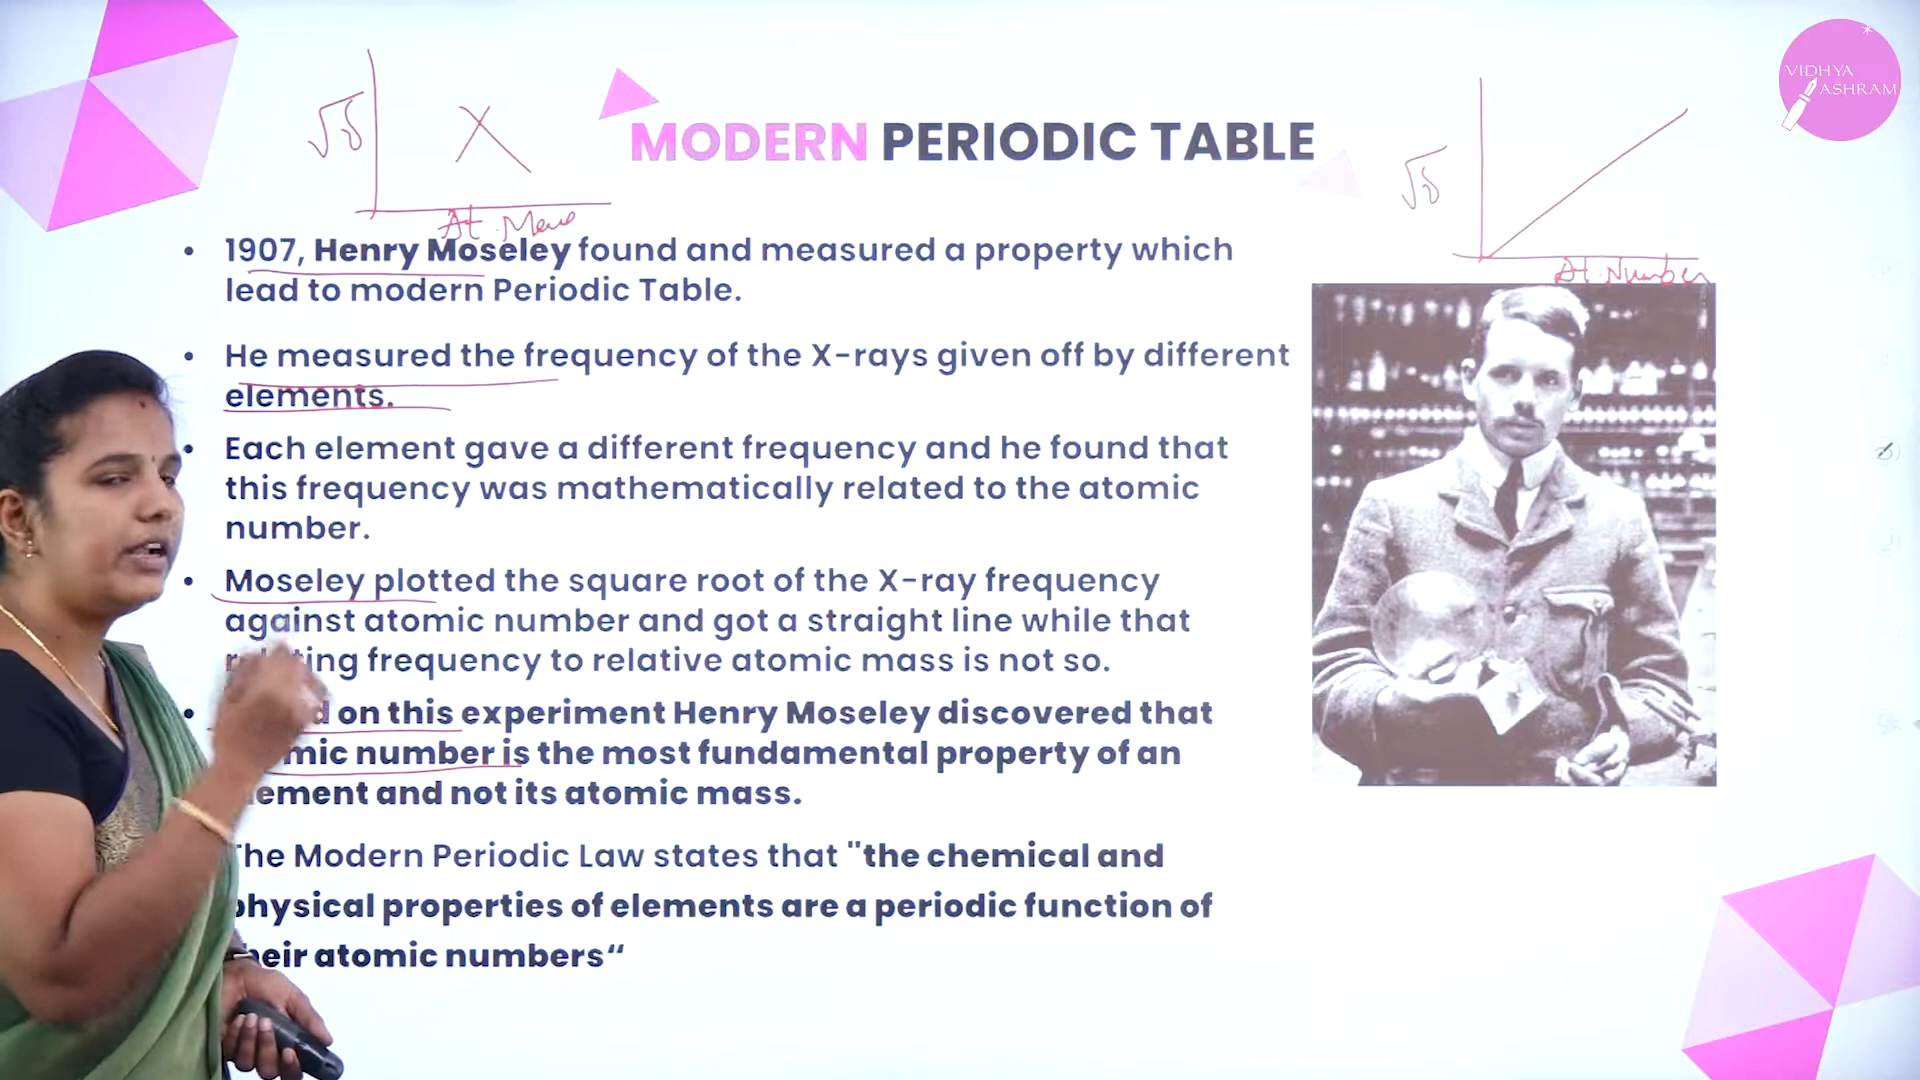 VIDHYA
ASHRAM
MODERN PERIODIC TABLE
√υ
X
At. Mass
√υ
At. Number
• 1907, Henry Moseley found and measured a property which
lead to modern Periodic Table.
• He measured the frequency of the X-rays given off by different
elements.
• Each element gave a different frequency and he found that
this frequency was mathematically related to the atomic
number.
• Moseley plotted the square root of the X-ray frequency
against atomic number and got a straight line while that
frequency to relative atomic mass is not so.
• on this experiment Henry Moseley discovered that
number is the most fundamental property of an
and not its atomic mass.
The Modern Periodic Law states that "the chemical and
physical properties of elements are a periodic function of
atomic numbers“